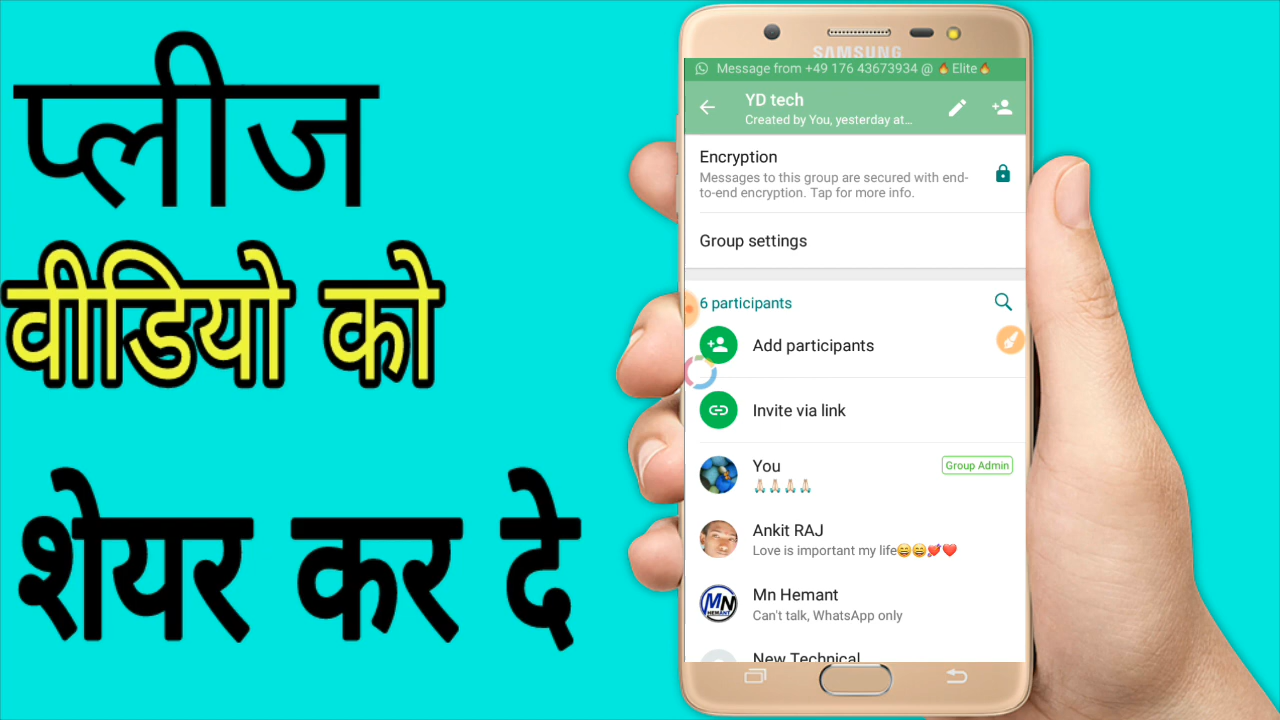 प्लीज
वीडियो को
शेयर कर दे
SAMSUNG
Message from +49 176 43673934 @ 🔥Elite🔥
YD tech
Created by You, yesterday at…
Encryption
Messages to this group are secured with end-
to-end encryption. Tap for more info.
Group settings
6 participants
Add participants
Invite via link
You
Group Admin
🙏🏻🙏🏻🙏🏻🙏🏻
Ankit RAJ
Love is important my life😄😄💘❤️
MN
HEMANT
Mn Hemant
Can't talk, WhatsApp only
New Technical